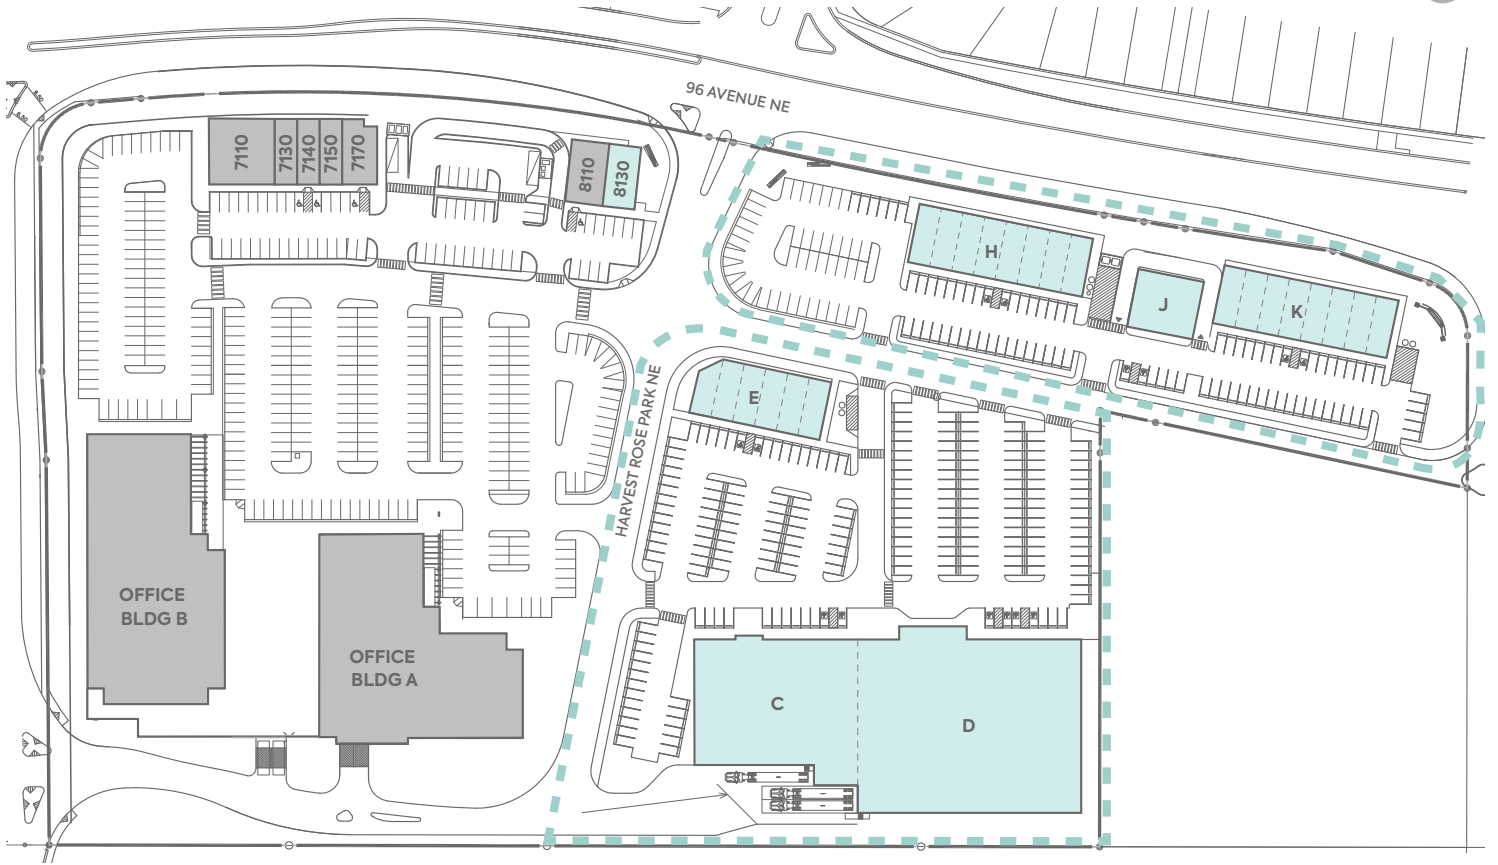 96 AVENUE NE
7110
7130
7140
7150
7170
8110
8130
H
J
K
E
HARVEST ROSE PARK NE
OFFICE
BLDG B
OFFICE
BLDG A
C
D